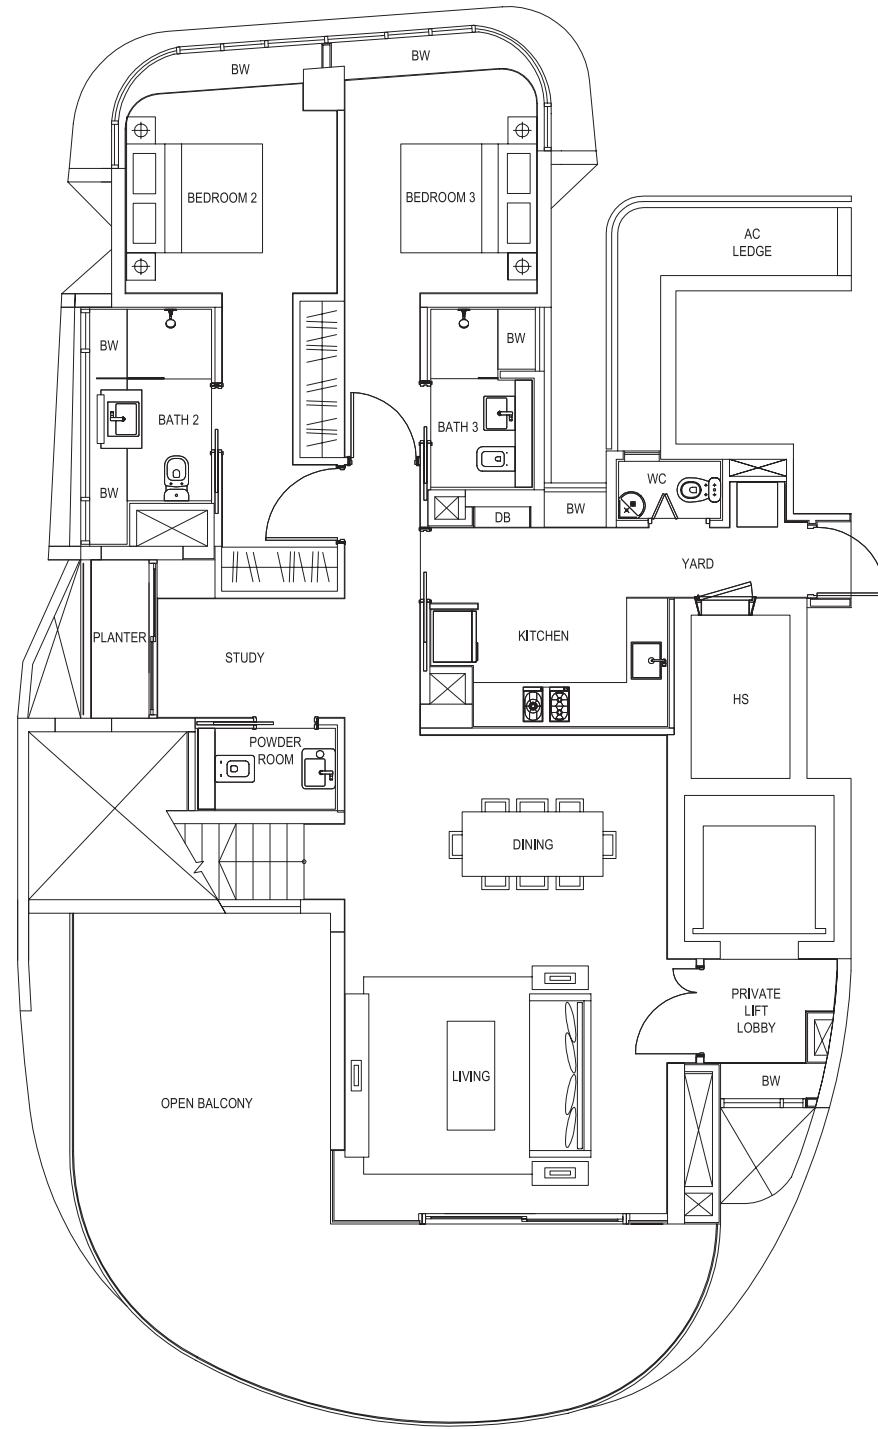 BW
BW
BEDROOM 2
BEDROOM 3
AC
LEDGE
BW
BW
BATH 2
BATH 3
WC
BW
BW
DB
YARD
PLANTER
STUDY
KITCHEN
HS
POWDER
ROOM
DINING
PRIVATE
LIFT
LOBBY
LIVING
BW
OPEN BALCONY